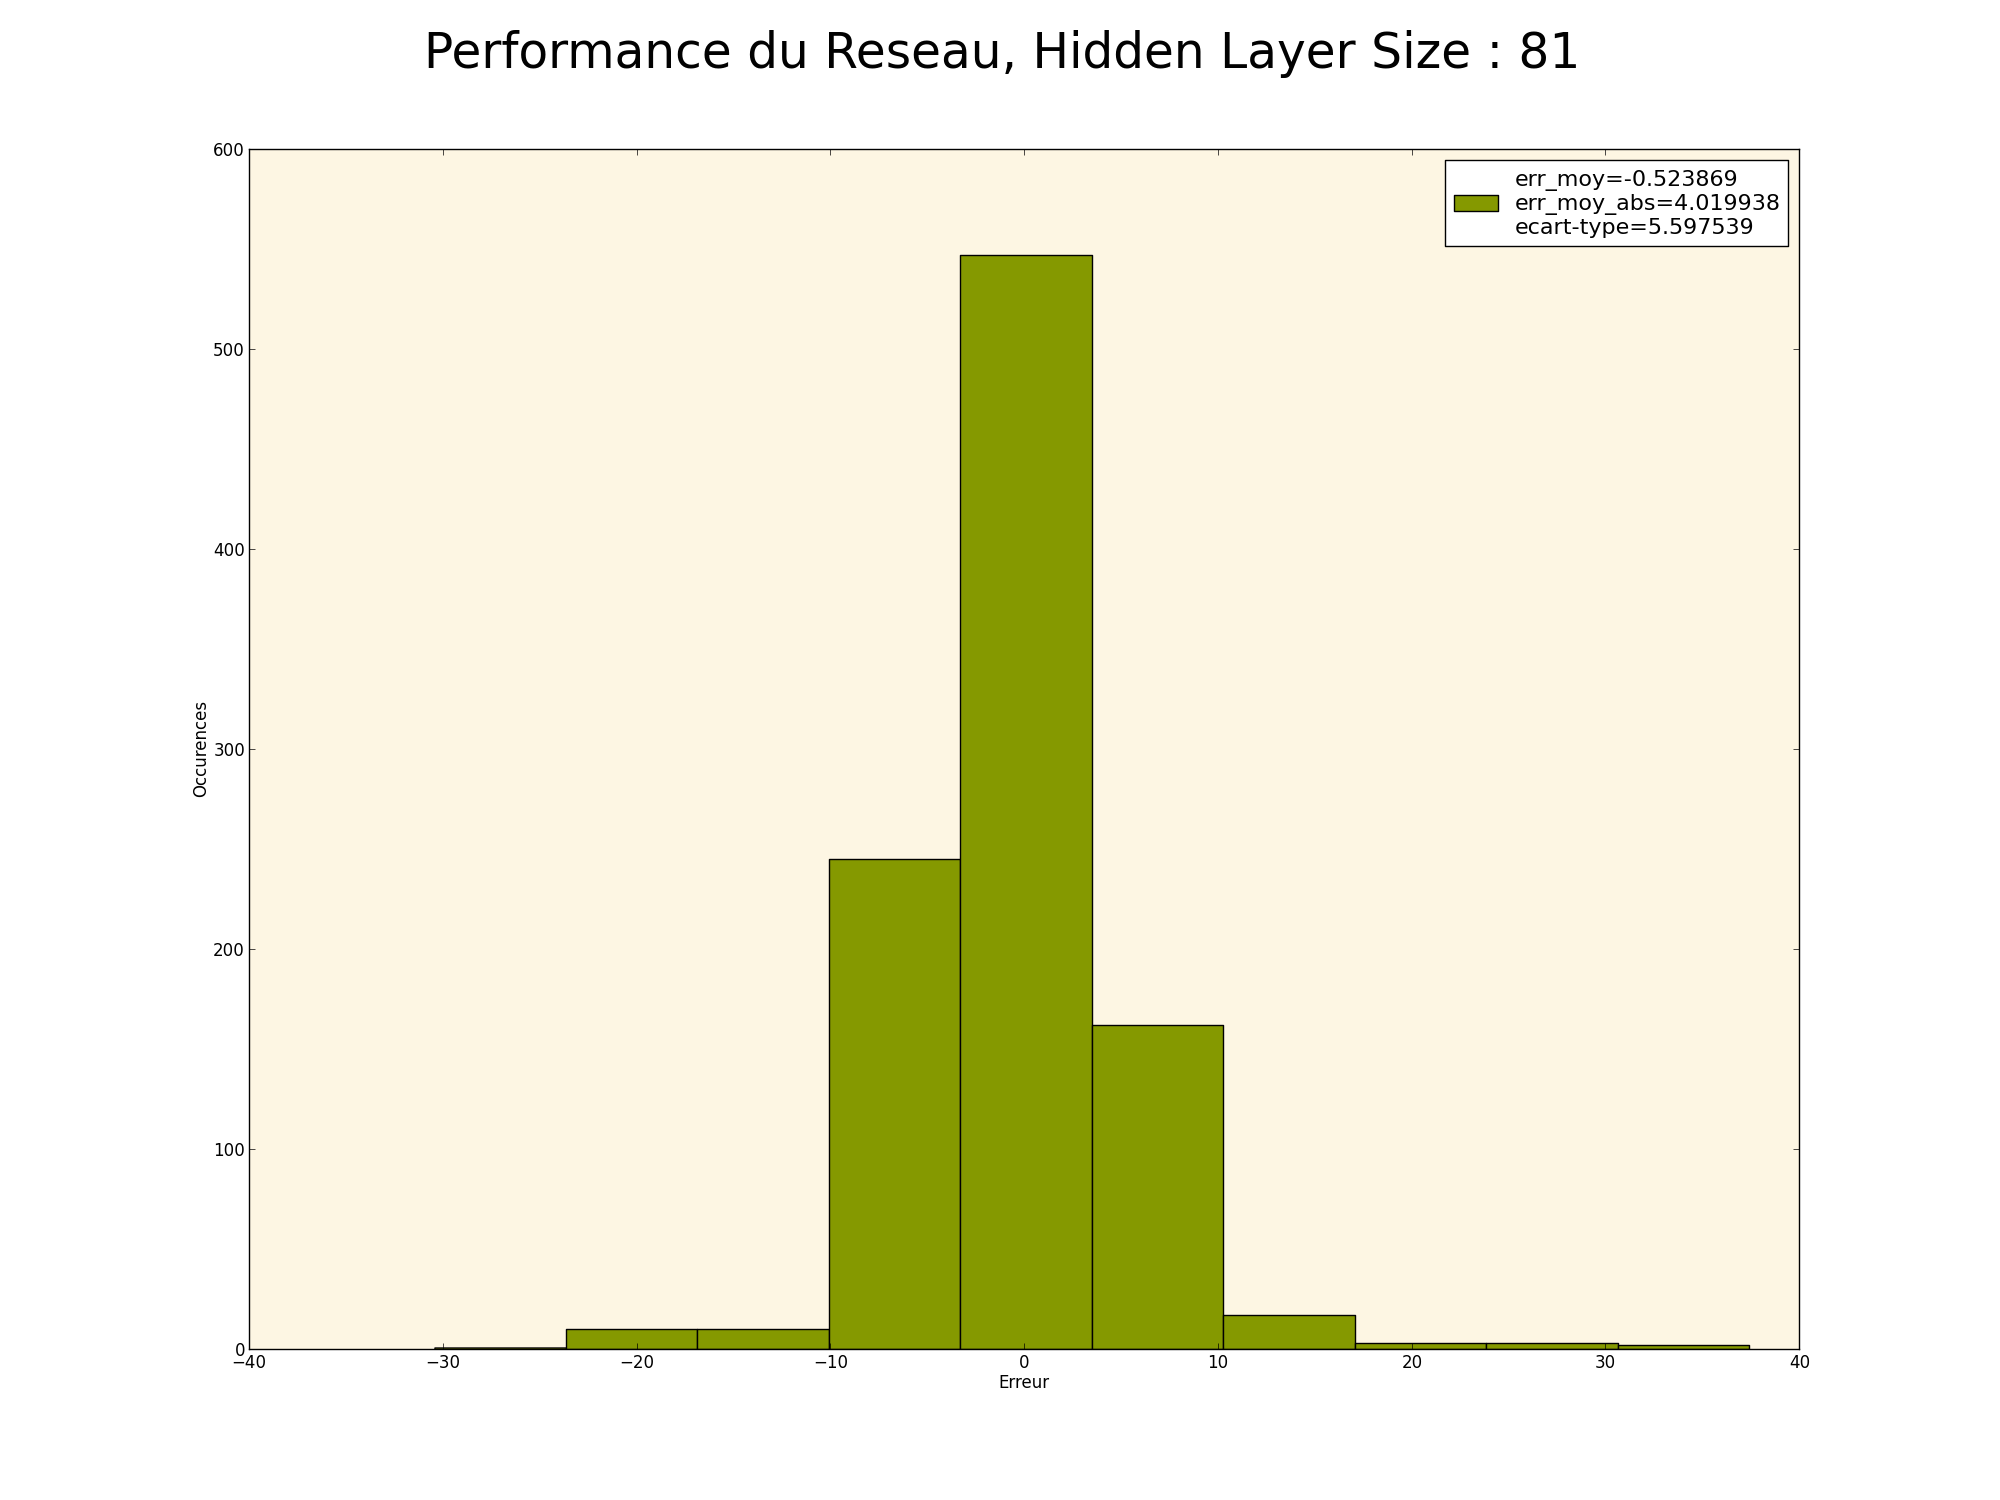 Performance du Reseau, Hidden Layer Size : 81
600
500
400
300
200
100
0
Occurences
err_moy=-0.523869
err_moy_abs=4.019938
ecart-type=5.597539
−40 −30 −20 −10 0 10 20 30 40
Erreur